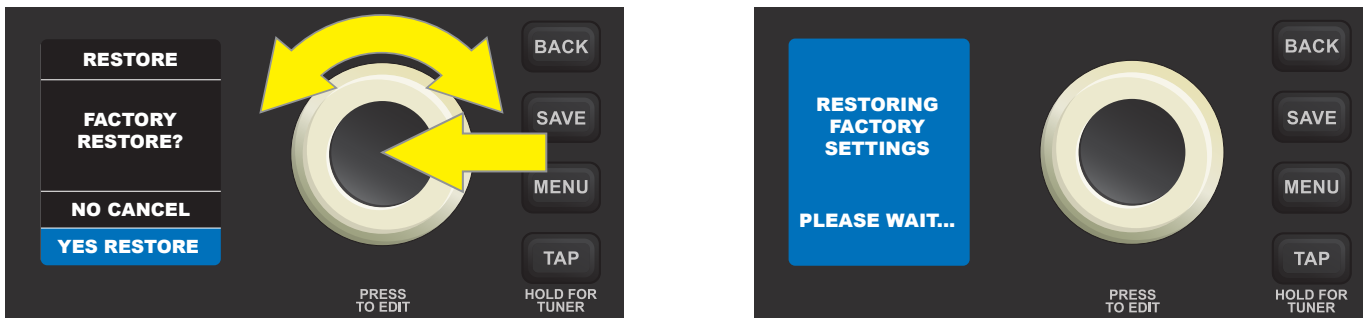 RESTORE
FACTORY
RESTORE?
NO CANCEL
YES RESTORE
BACK
SAVE
MENU
TAP
PRESS
TO EDIT
HOLD FOR
TUNER
RESTORING
FACTORY
SETTINGS
PLEASE WAIT...
BACK
SAVE
MENU
TAP
PRESS
TO EDIT
HOLD FOR
TUNER